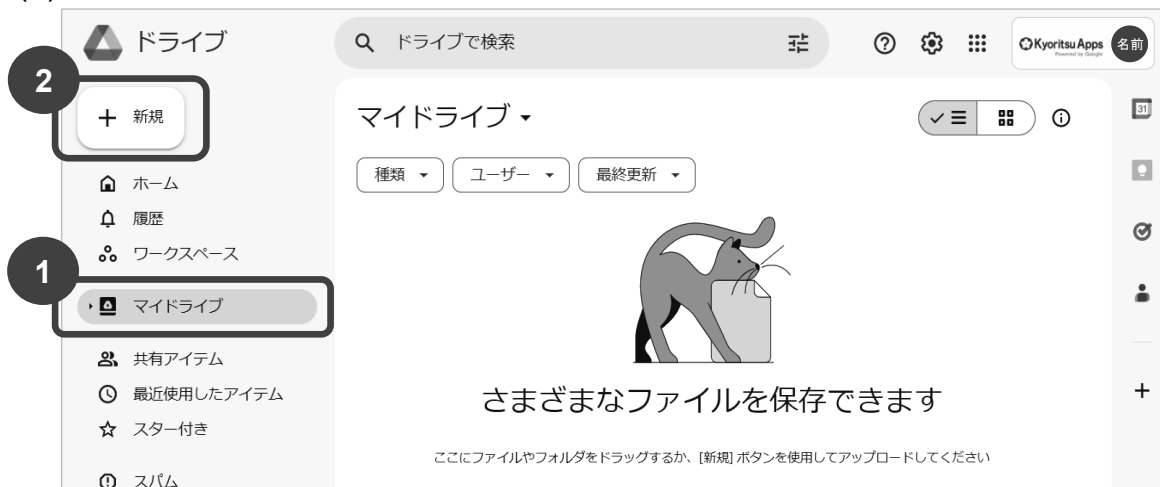 ドライブ
ドライブで検索
Kyoritsu Apps
Powered by Google
名前
2
新規
マイドライブ
31
種類
ユーザー
最終更新
ホーム
履歴
ワークスペース
1
マイドライブ
共有アイテム
最近使用したアイテム
スター付き
スパム
さまざまなファイルを保存できます
ここにファイルやフォルダをドラッグするか、[新規] ボタンを使用してアップロードしてください